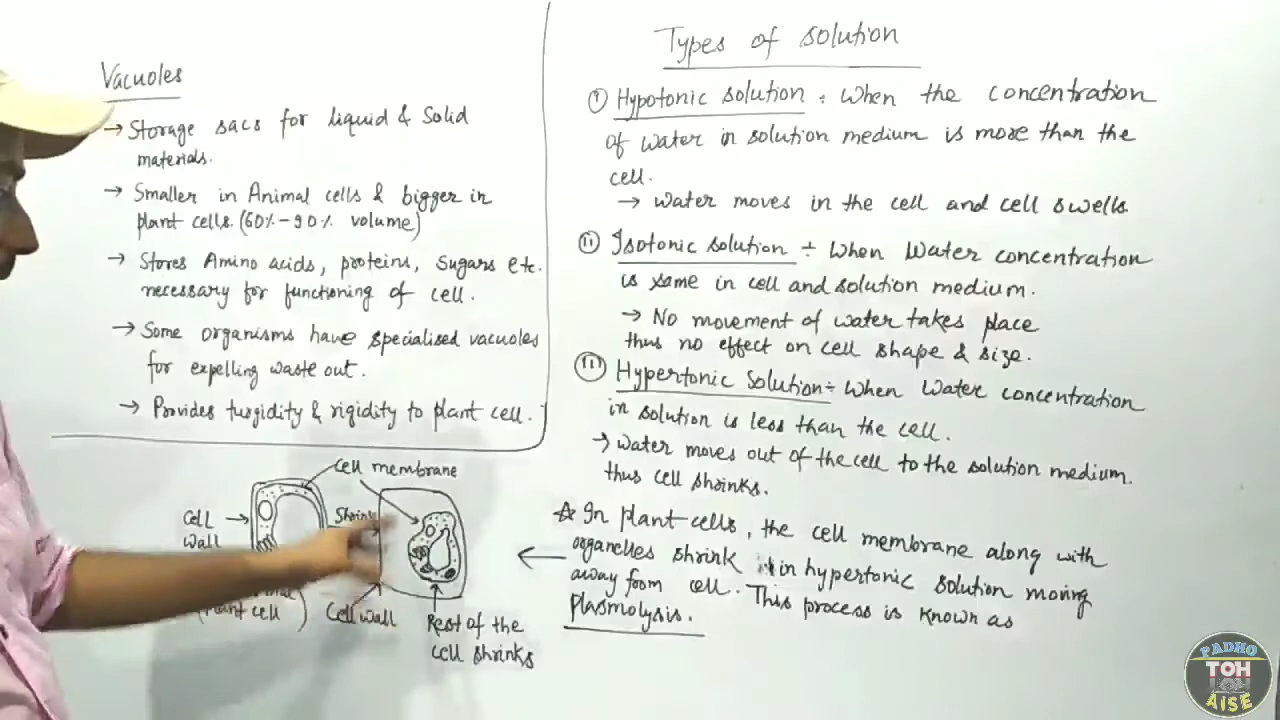 Vacuoles
→ Storage sacs for liquid & Solid
materials.
→ Smaller in Animal cells & bigger in
plant cells. (60% - 90% volume)
→ Stores Amino acids, proteins, sugars etc.
necessary for functioning of cell.
→ Some organisms have specialised vacuoles
for expelling waste out.
→ Provides turgidity & rigidity to plant cell.
Cell membrane
Cell
wall
Shrink
(Plant cell)
Cell wall
Rest of the
cell shrinks
Types of solution
(I) Hypotonic solution ÷ When the concentration
of water in solution medium is more than the
cell.
→ Water moves in the cell and cell swells.
(II) Isotonic solution ÷ When Water concentration
is same in cell and solution medium.
→ No movement of water takes place
thus no effect on cell shape & size.
(III) Hypertonic Solution ÷ When Water concentration
in solution is less than the cell.
→ Water moves out of the cell to the solution medium.
thus cell shrinks.
☆ In plant cells, the cell membrane along with
organelles shrink in hypertonic solution moving
away from cell. This process is known as
plasmolysis.
PADHO
TOH
AISE